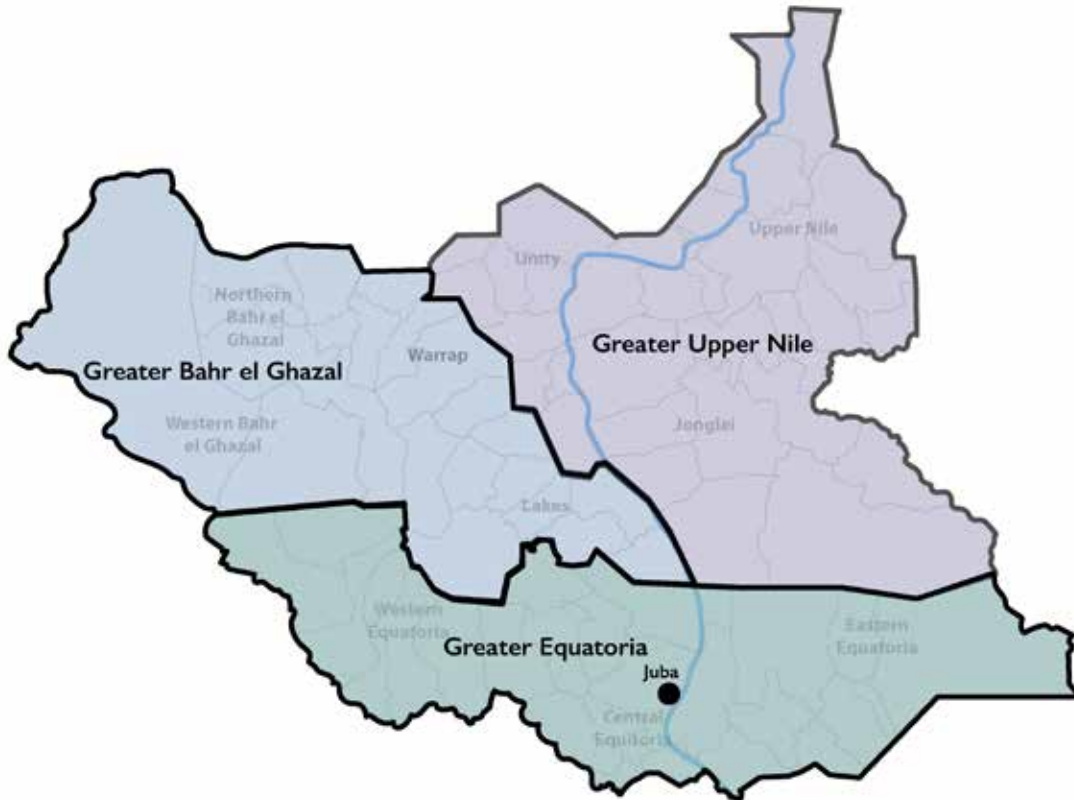 Upper Nile
Unity
Northern
Bahr el
Ghazal
Greater Upper Nile
Warrap
Greater Bahr el Ghazal
Western Bahr
el Ghazal
Jonglei
Lakes
Western
Equatoria
Eastern
Equatoria
Greater Equatoria
Juba
Central
Equitoria